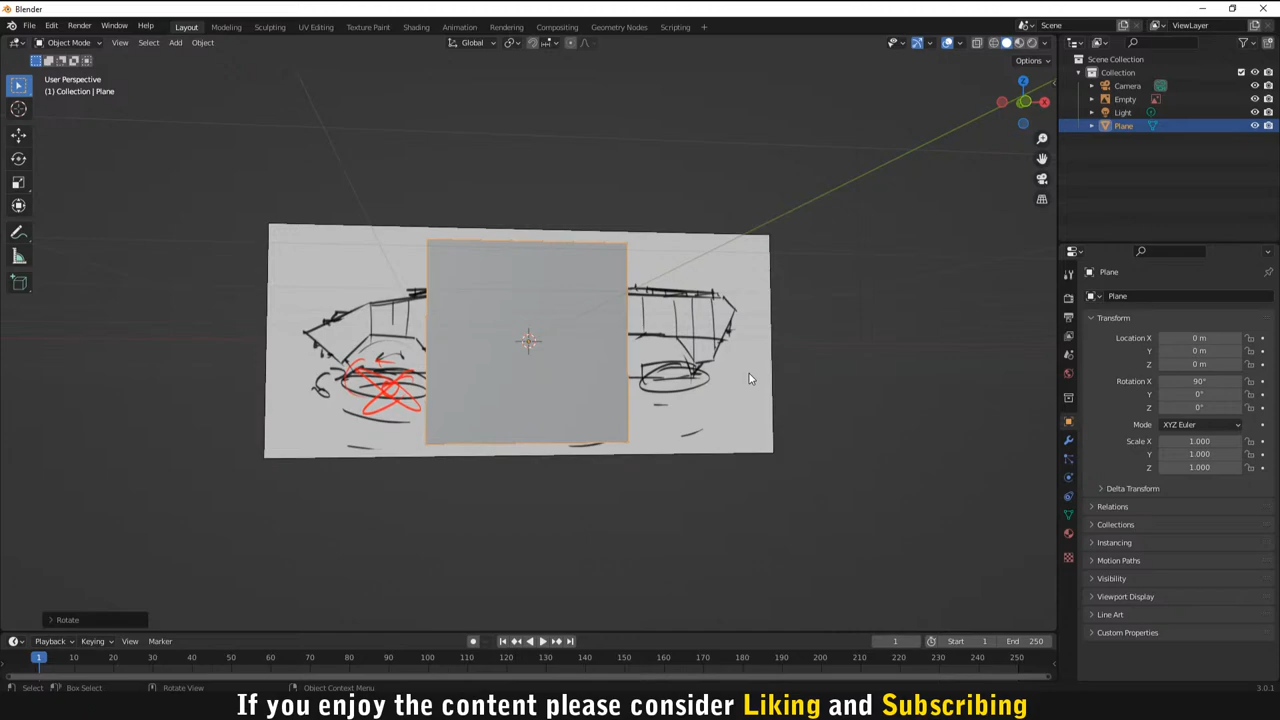 Blender
File Edit Render Window Help Layout Modeling Sculpting UV Editing Texture Paint Shading Animation Rendering Compositing Geometry Nodes Scripting + Scene ViewLayer
Object Mode View Select Add Object Global
Options
User Perspective
(1) Collection | Plane
Z
X
Scene Collection
Collection
Camera
Empty
Light
Plane
Plane
Plane
Transform
Location X 0 m
Y 0 m
Z 0 m
Rotation X 90°
Y 0°
Z 0°
Mode XYZ Euler
Scale X 1.000
Y 1.000
Z 1.000
Delta Transform
Relations
Collections
Instancing
Motion Paths
Visibility
Viewport Display
Line Art
Custom Properties
Rotate
Playback Keying View Marker 1 Start 1 End 250
1 10 20 30 40 50 60 70 80 90 100 110 120 130 140 150 160 170 180 190 200 210 220 230 240 250
Select Box Select Rotate View Object Context Menu 3.0.1
If you enjoy the content please consider Liking and Subscribing